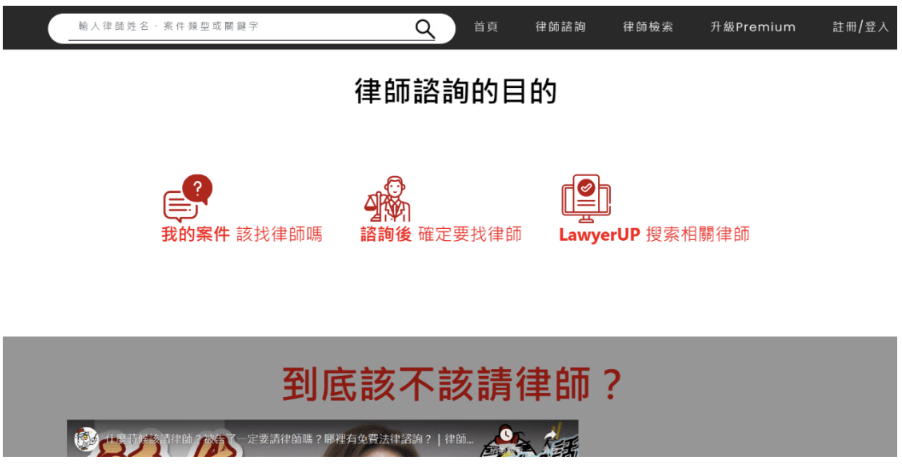 輸入律師姓名、案件類型或關鍵字
首頁 律師諮詢 律師檢索 升級Premium 註冊/登入
律師諮詢的目的
我的案件 該找律師嗎
諮詢後 確定要找律師
LawyerUP 搜索相關律師
到底該不該請律師？
什麼時候該請律師？被告了一定要請律師嗎？哪裡有免費法律諮詢？ | 律師...